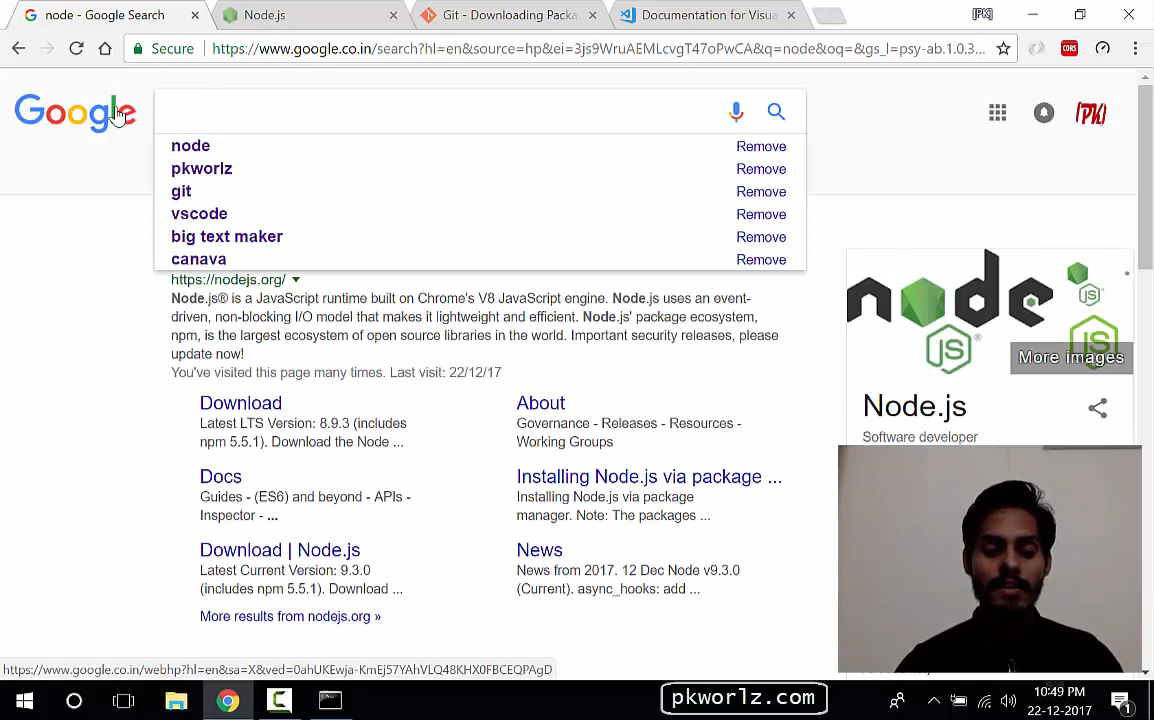 node - Google Search
Node.js
Git - Downloading Packa
Documentation for Visua
[PK]
Secure
https://www.google.co.in/search?hl=en&source=hp&ei=3js9WruAEMLcvgT47oPwCA&q=node&oq=&gs_l=psy-ab.1.0.3...
CORS
Google
[PK]
node Remove
pkworlz Remove
git Remove
vscode Remove
big text maker Remove
canava Remove
https://nodejs.org/
Node.js® is a JavaScript runtime built on Chrome's V8 JavaScript engine. Node.js uses an event-
driven, non-blocking I/O model that makes it lightweight and efficient. Node.js' package ecosystem,
npm, is the largest ecosystem of open source libraries in the world. Important security releases, please
update now!
You've visited this page many times. Last visit: 22/12/17
Download
Latest LTS Version: 8.9.3 (includes
npm 5.5.1). Download the Node ...
About
Governance - Releases - Resources -
Working Groups
Docs
Guides - (ES6) and beyond - APIs -
Inspector - ...
Installing Node.js via package ...
Installing Node.js via package
manager. Note: The packages ...
Download | Node.js
Latest Current Version: 9.3.0
(includes npm 5.5.1). Download ...
News
News from 2017. 12 Dec Node v9.3.0
(Current). async_hooks: add ...
More results from nodejs.org »
node
JS
JS
JS
More images
Node.js
Software developer
https://www.google.co.in/webhp?hl=en&sa=X&ved=0ahUKEwja-KmEj57YAhVLQ48KHX0FBCEQPAgD
pkworlz.com
10:49 PM
22-12-2017
1